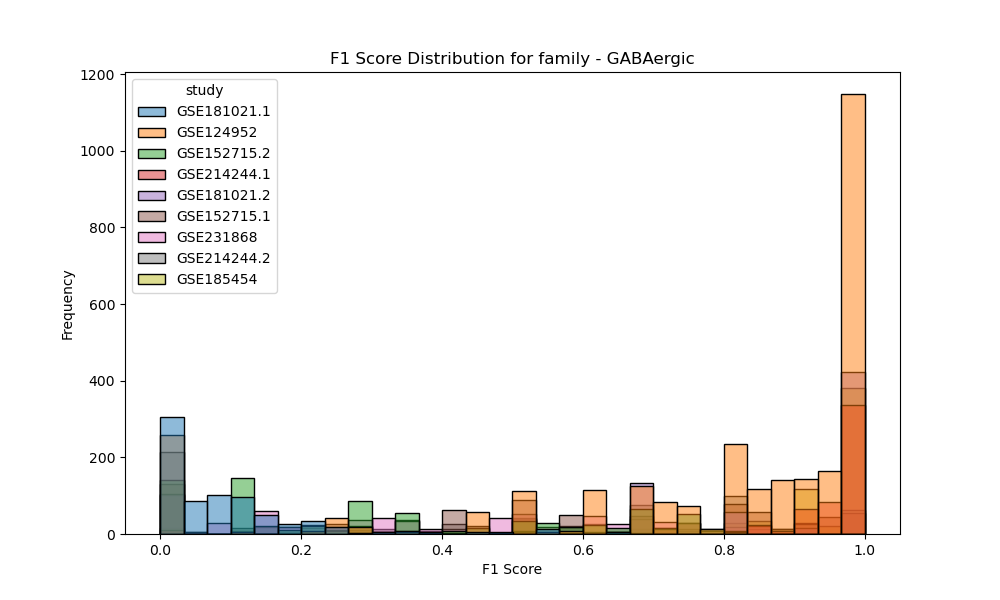 F1 Score Distribution for family - GABAergic
study
GSE181021.1
GSE124952
GSE152715.2
GSE214244.1
GSE181021.2
GSE152715.1
GSE231868
GSE214244.2
GSE185454
Frequency
1200
1000
800
600
400
200
0
0.0 0.2 0.4 0.6 0.8 1.0
F1 Score